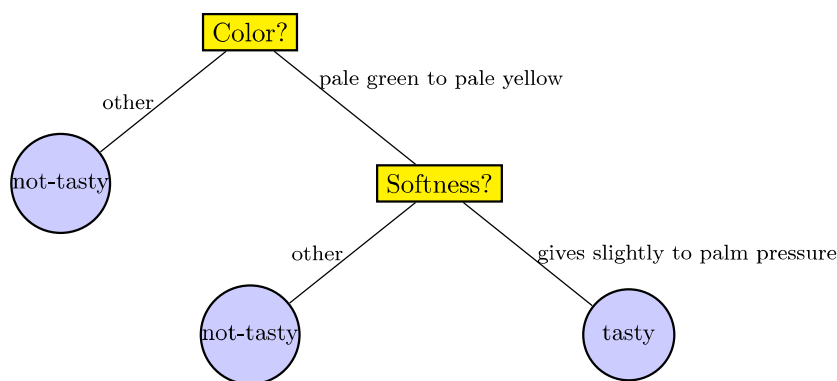 Color?
pale green to pale yellow
other
not-tasty
Softness?
other
gives slightly to palm pressure
not-tasty
tasty